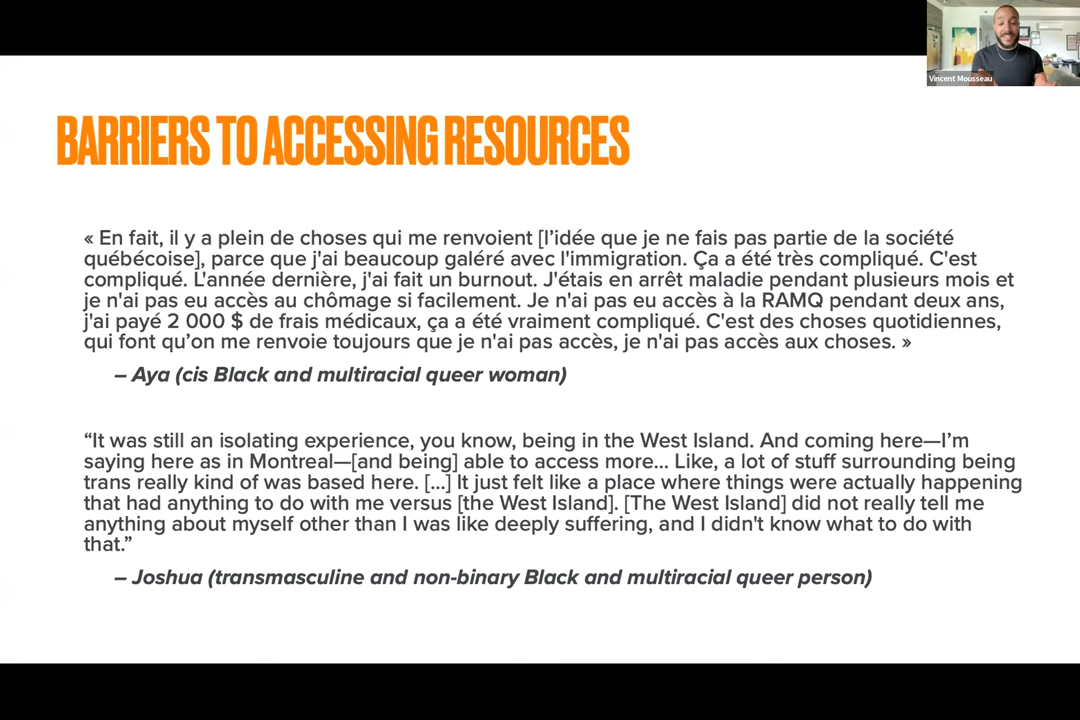 Vincent Mousseau
BARRIERS TO ACCESSING RESOURCES
« En fait, il y a plein de choses qui me renvoient [l’idée que je ne fais pas partie de la société
québécoise], parce que j'ai beaucoup galéré avec l'immigration. Ça a été très compliqué. C'est
compliqué. L'année dernière, j'ai fait un burnout. J'étais en arrêt maladie pendant plusieurs mois et
je n'ai pas eu accès au chômage si facilement. Je n'ai pas eu accès à la RAMQ pendant deux ans,
j'ai payé 2 000 $ de frais médicaux, ça a été vraiment compliqué. C'est des choses quotidiennes,
qui font qu’on me renvoie toujours que je n'ai pas accès, je n'ai pas accès aux choses. »
– Aya (cis Black and multiracial queer woman)
“It was still an isolating experience, you know, being in the West Island. And coming here—I’m
saying here as in Montreal—[and being] able to access more... Like, a lot of stuff surrounding being
trans really kind of was based here. [...] It just felt like a place where things were actually happening
that had anything to do with me versus [the West Island]. [The West Island] did not really tell me
anything about myself other than I was like deeply suffering, and I didn't know what to do with
that.”
– Joshua (transmasculine and non-binary Black and multiracial queer person)